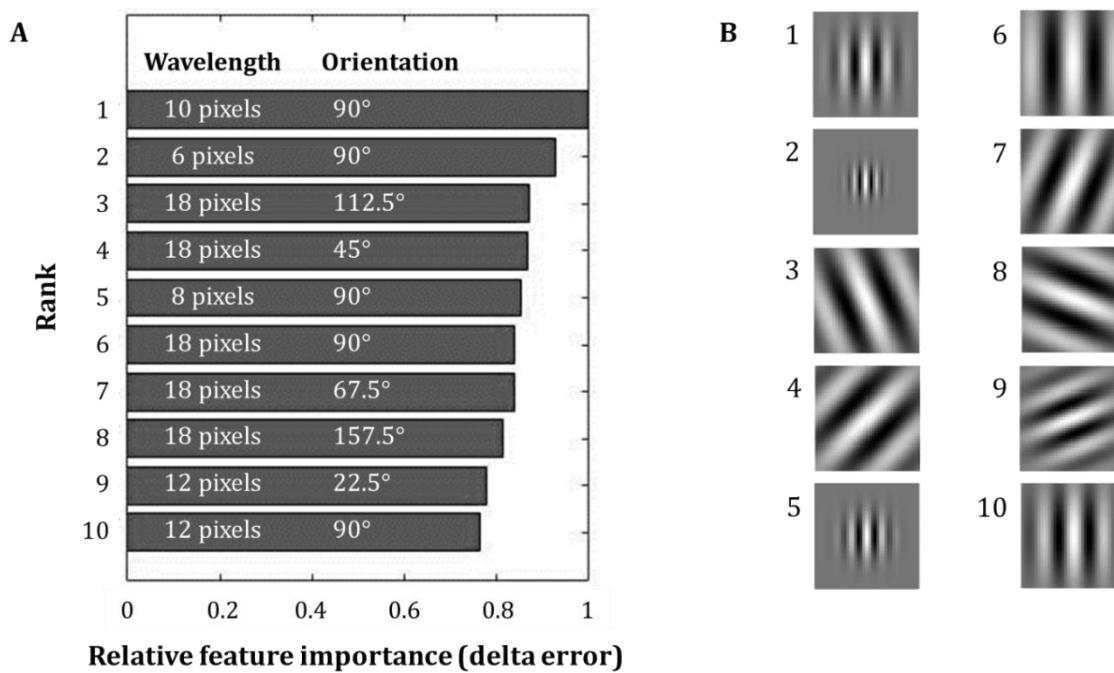 A
Wavelength Orientation
1 10 pixels 90°
2 6 pixels 90°
3 18 pixels 112.5°
4 18 pixels 45°
5 8 pixels 90°
6 18 pixels 90°
7 18 pixels 67.5°
8 18 pixels 157.5°
9 12 pixels 22.5°
10 12 pixels 90°
Rank
0 0.2 0.4 0.6 0.8 1
Relative feature importance (delta error)
B
1 6
2 7
3 8
4 9
5 10